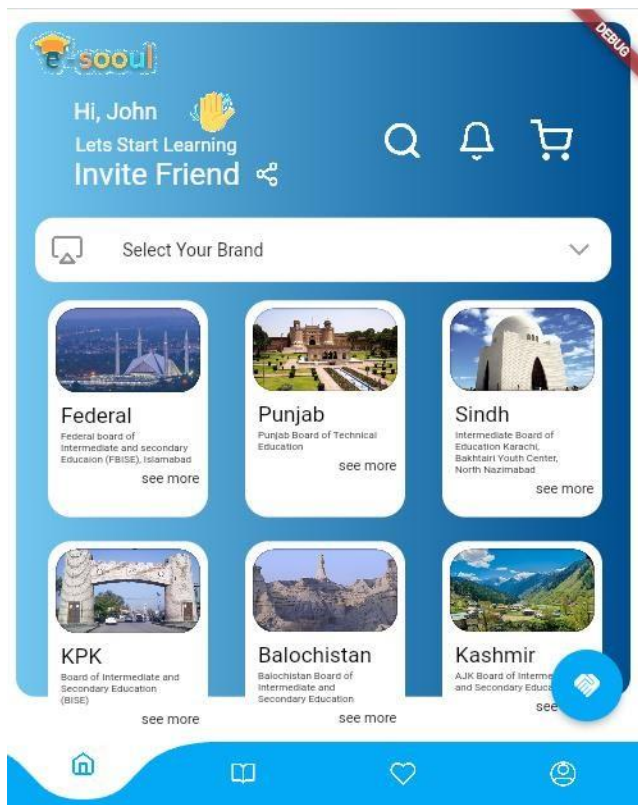 DEBUG
e-sooul
Hi, John
Lets Start Learning
Invite Friend
Select Your Brand
Federal
Federal board of
Intermediate and secondary
Educaion (FBISE), Islamabad
see more
Punjab
Punjab Board of Technical
Education
see more
Sindh
Intermediate Board of
Education Karachi,
Bakhtairi Youth Center,
North Nazimabad
see more
KPK
Board of Intermediate and
Secondary Education
(BISE)
see more
Balochistan
Balochistan Board of
Intermediate and
Secondary Education
see more
Kashmir
AJK Board of Interme
and Secondary Educa
see